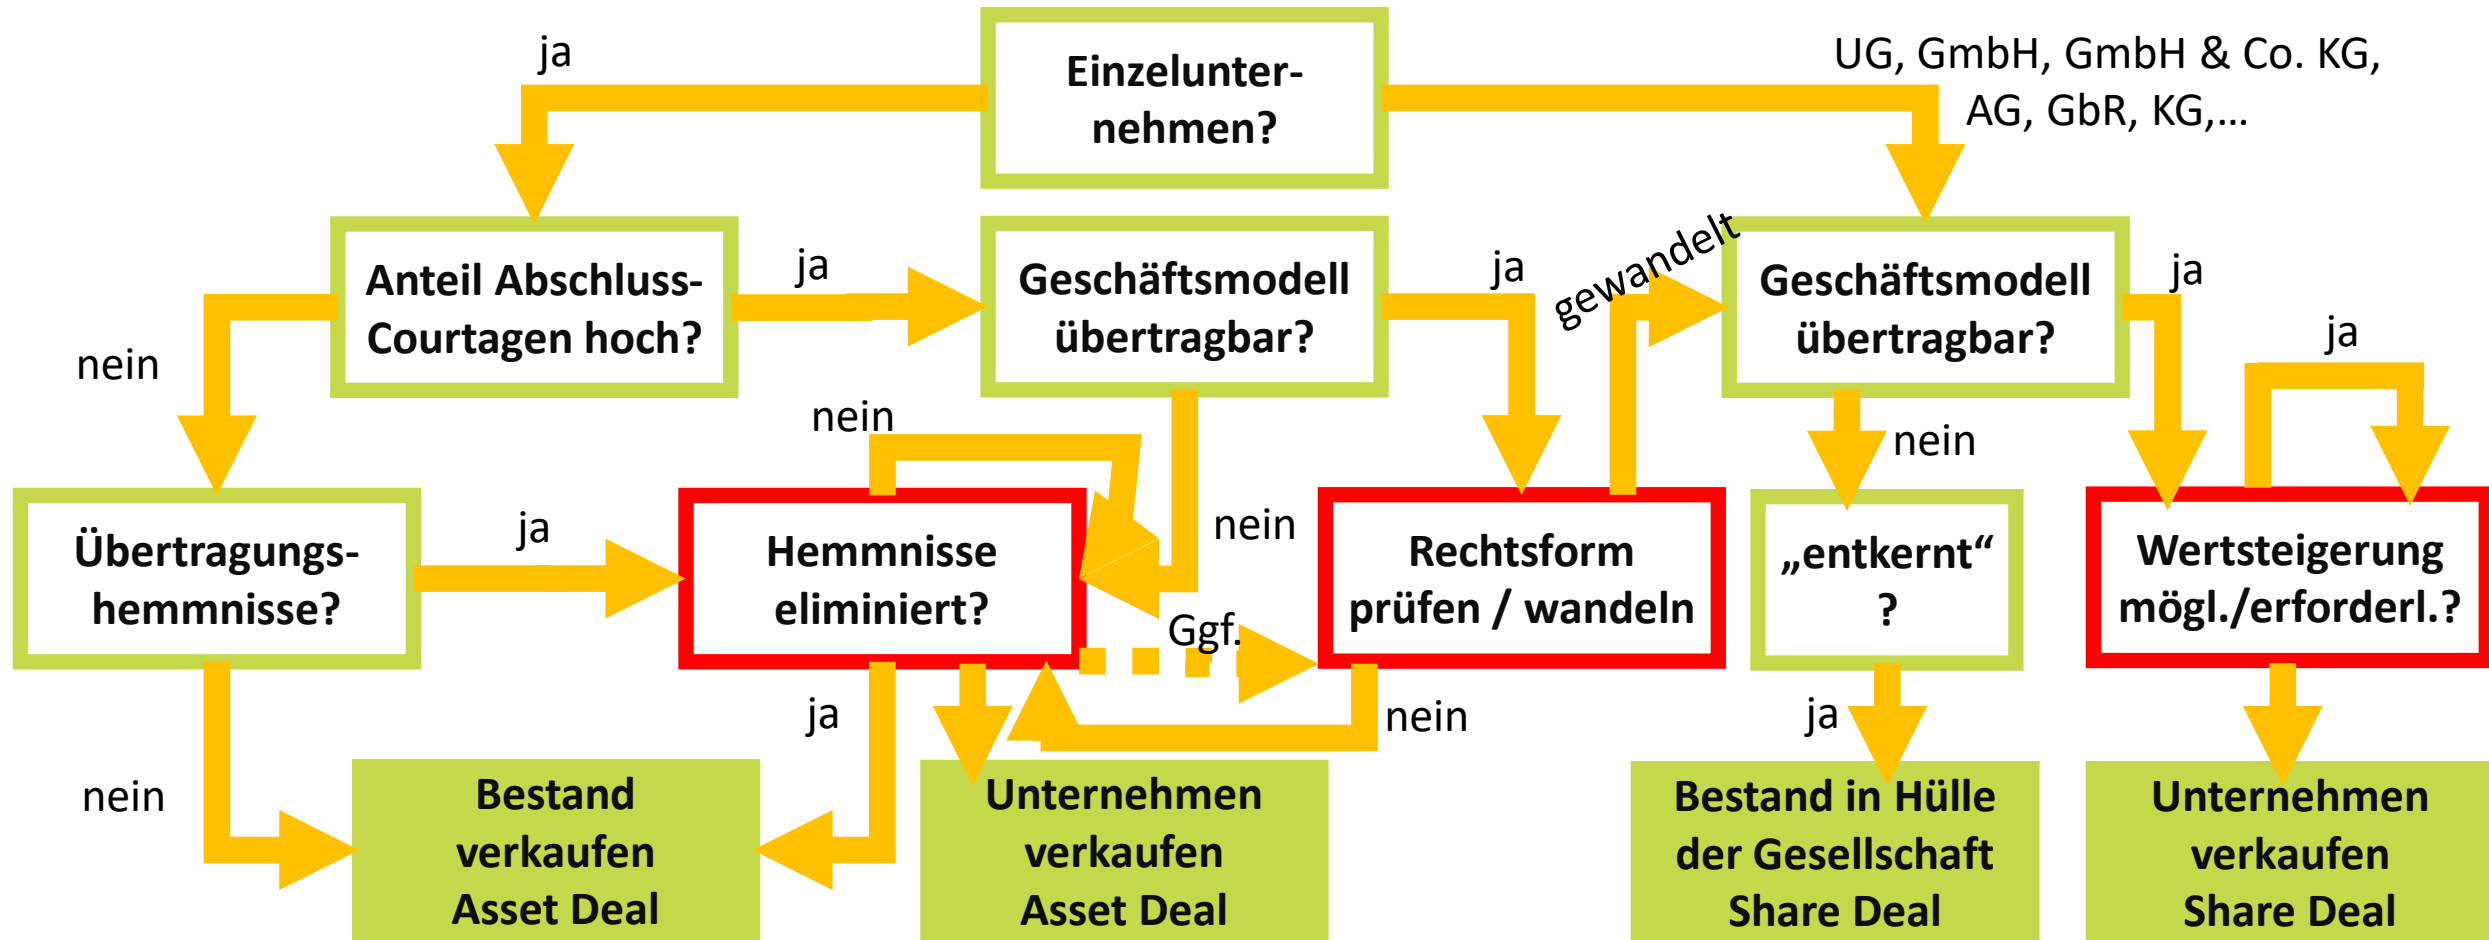 ja
Einzelunter-
nehmen?
UG, GmbH, GmbH & Co. KG,
AG, GbR, KG,...
Anteil Abschluss-
Courtagen hoch?
ja
Geschäftsmodell
übertragbar?
ja
gewandelt
Geschäftsmodell
übertragbar?
ja
nein
nein
nein
ja
Übertragungs-
hemmnisse?
ja
Hemmnisse
eliminiert?
nein
Ggf.
Rechtsform
prüfen / wandeln
„entkernt“
?
Wertsteigerung
mögl./erforderl.?
nein
ja
nein
ja
Bestand
verkaufen
Asset Deal
Unternehmen
verkaufen
Asset Deal
Bestand in Hülle
der Gesellschaft
Share Deal
Unternehmen
verkaufen
Share Deal